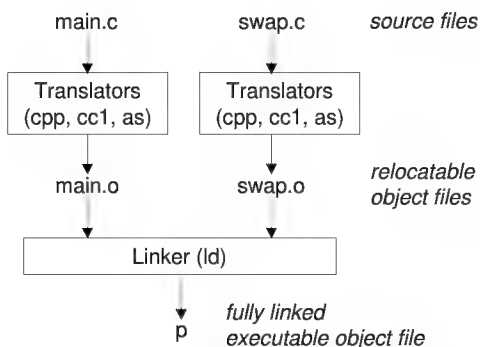 main.c swap.c source files
Translators Translators
(cpp, cc1, as) (cpp, cc1, as)
main.o swap.o relocatable
object files
Linker (ld)
p fully linked
executable object file